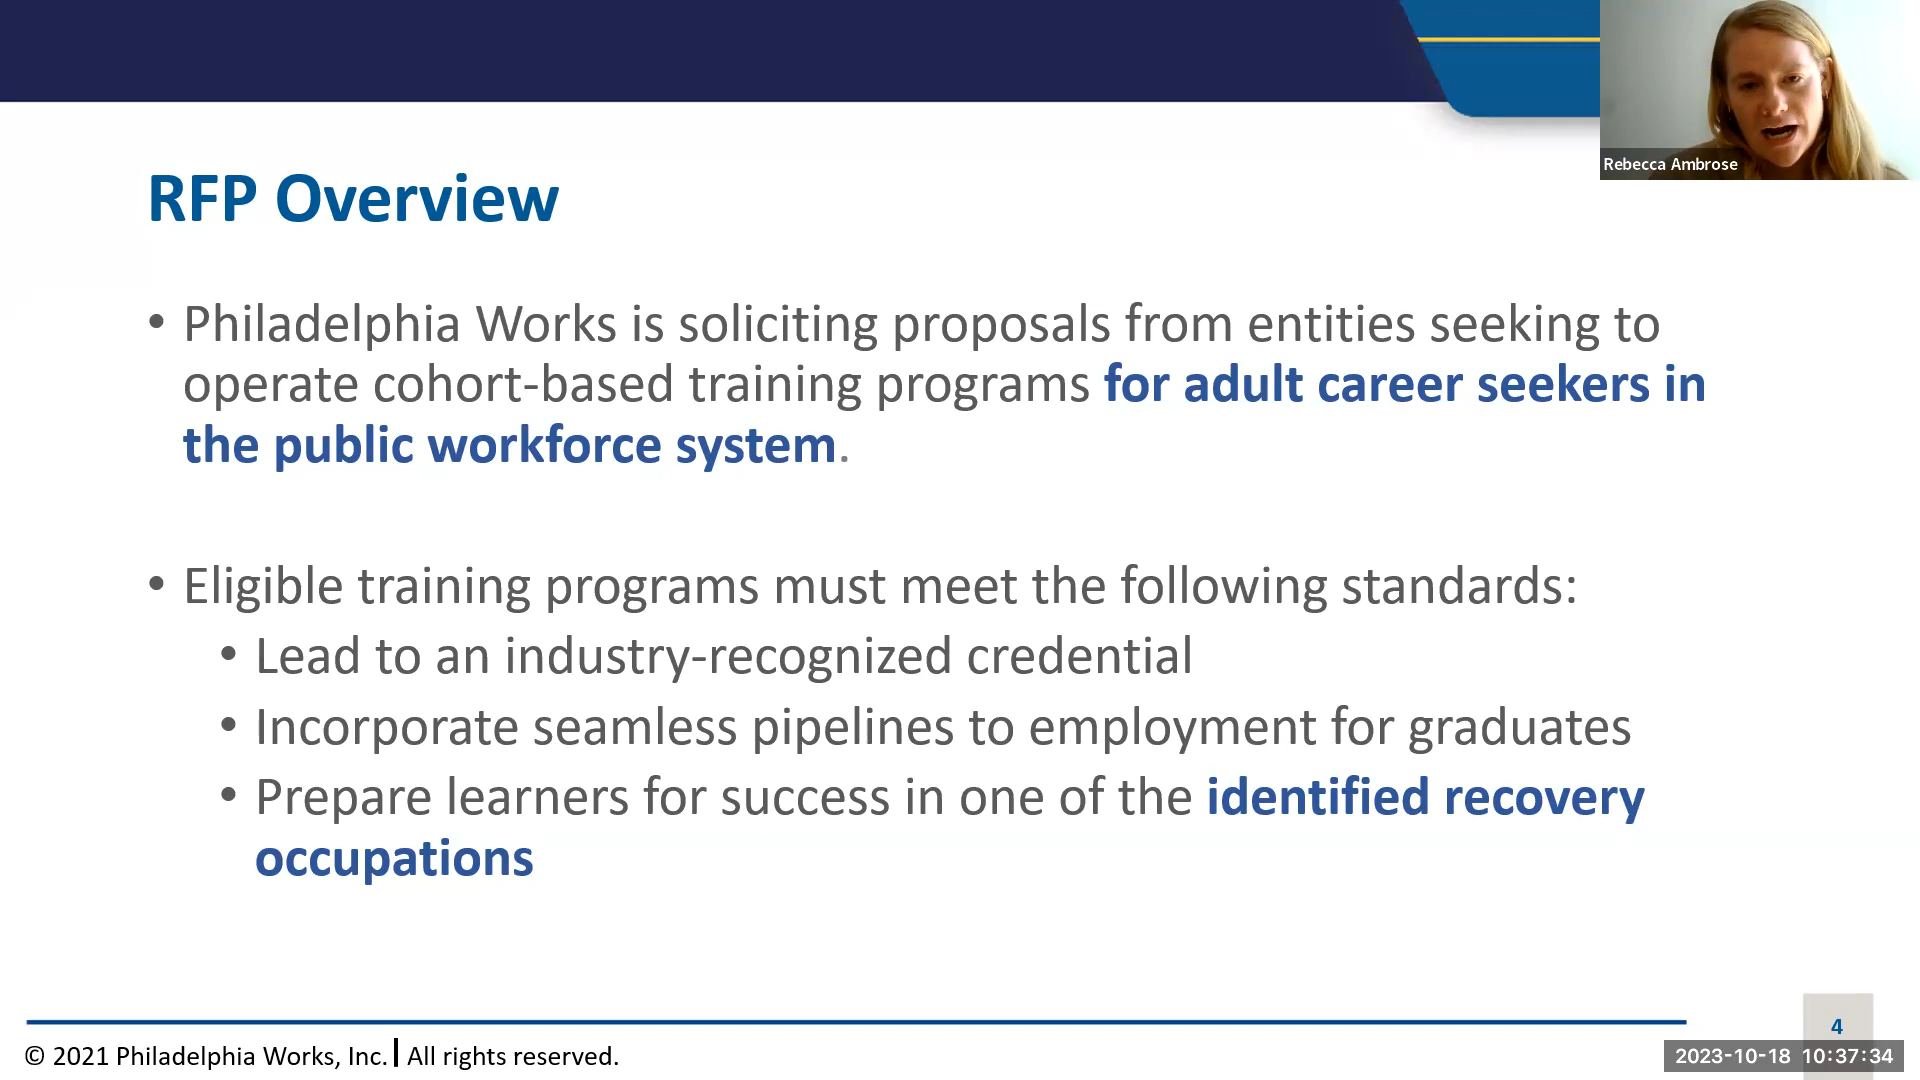 Rebecca Ambrose
RFP Overview
• Philadelphia Works is soliciting proposals from entities seeking to
operate cohort-based training programs for adult career seekers in
the public workforce system.
• Eligible training programs must meet the following standards:
• Lead to an industry-recognized credential
• Incorporate seamless pipelines to employment for graduates
• Prepare learners for success in one of the identified recovery
occupations
4
© 2021 Philadelphia Works, Inc. | All rights reserved.
2023-10-18 10:37:34